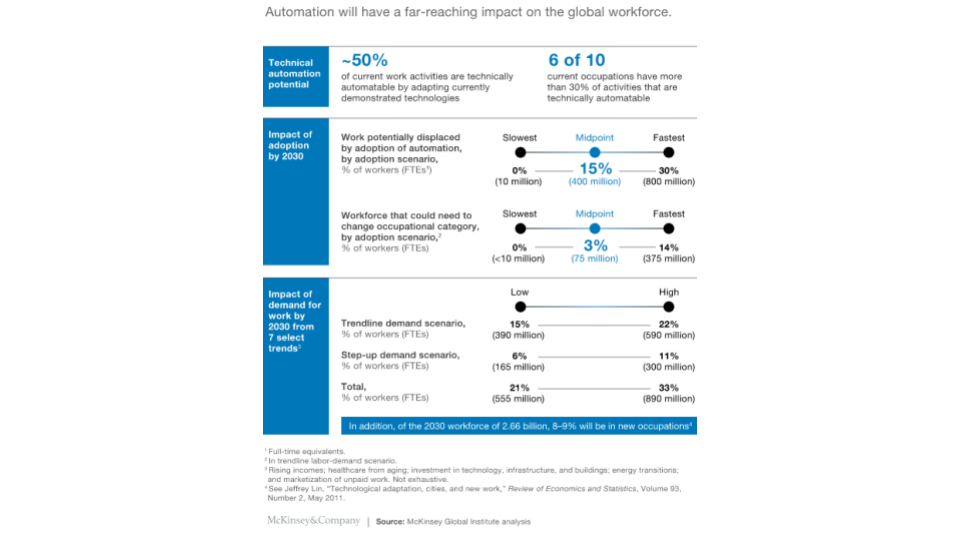 Automation will have a far-reaching impact on the global workforce.
Technical
automation
potential
~50%
of current work activities are technically
automatable by adapting currently
demonstrated technologies
6 of 10
current occupations have more
than 30% of activities that are
technically automatable
Impact of
adoption
by 2030
Work potentially displaced
by adoption of automation,
by adoption scenario,
% of workers (FTEs¹)
Slowest Midpoint Fastest
0% 15% 30%
(10 million) (400 million) (800 million)
Workforce that could need to
change occupational category,
by adoption scenario,²
% of workers (FTEs)
Slowest Midpoint Fastest
0% 3% 14%
(<10 million) (75 million) (375 million)
Impact of
demand for
work by
2030 from
7 select
trends³
Low High
Trendline demand scenario,
% of workers (FTEs)
15% 22%
(390 million) (590 million)
Step-up demand scenario,
% of workers (FTEs)
6% 11%
(165 million) (300 million)
Total,
% of workers (FTEs)
21% 33%
(555 million) (890 million)
In addition, of the 2030 workforce of 2.66 billion, 8–9% will be in new occupations⁴
¹ Full-time equivalents.
² In trendline labor-demand scenario.
³ Rising incomes; healthcare from aging; investment in technology, infrastructure, and buildings; energy transitions;
and marketization of unpaid work. Not exhaustive.
⁴ See Jeffrey Lin, "Technological adaptation, cities, and new work," Review of Economics and Statistics, Volume 93,
Number 2, May 2011.
McKinsey&Company | Source: McKinsey Global Institute analysis